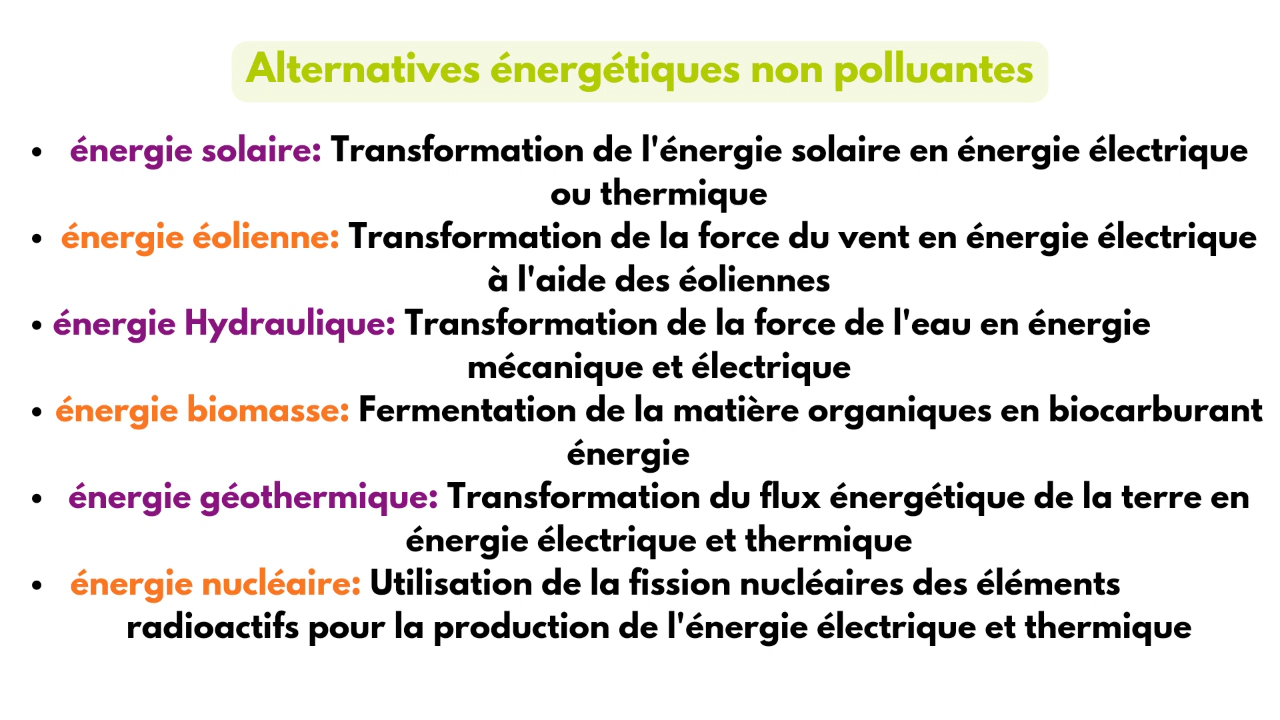 Alternatives énergétiques non polluantes
• énergie solaire: Transformation de l'énergie solaire en énergie électrique
ou thermique
• énergie éolienne: Transformation de la force du vent en énergie électrique
à l'aide des éoliennes
• énergie Hydraulique: Transformation de la force de l'eau en énergie
mécanique et électrique
• énergie biomasse: Fermentation de la matière organiques en biocarburant
énergie
• énergie géothermique: Transformation du flux énergétique de la terre en
énergie électrique et thermique
• énergie nucléaire: Utilisation de la fission nucléaires des éléments
radioactifs pour la production de l'énergie électrique et thermique